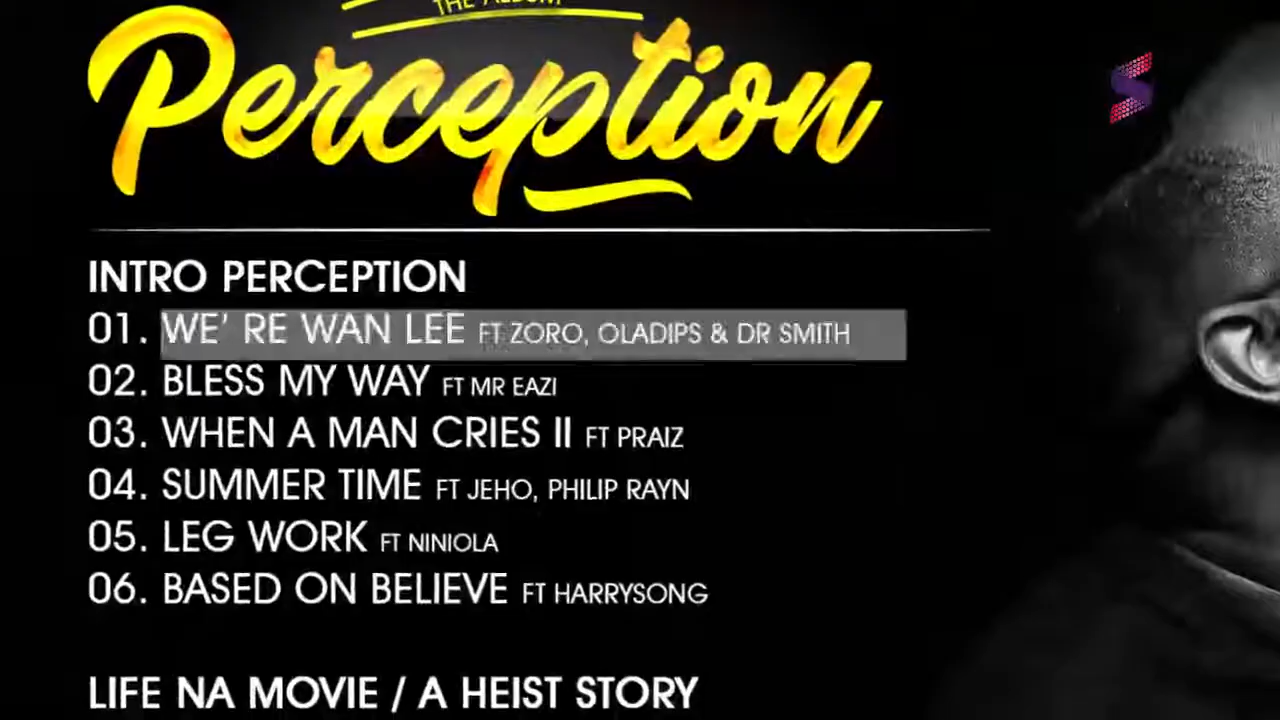 THE ALBUM
Perception
INTRO PERCEPTION
01. WE' RE WAN LEE FT ZORO, OLADIPS & DR SMITH
02. BLESS MY WAY FT MR EAZI
03. WHEN A MAN CRIES II FT PRAIZ
04. SUMMER TIME FT JEHO, PHILIP RAYN
05. LEG WORK FT NINIOLA
06. BASED ON BELIEVE FT HARRYSONG
LIFE NA MOVIE / A HEIST STORY